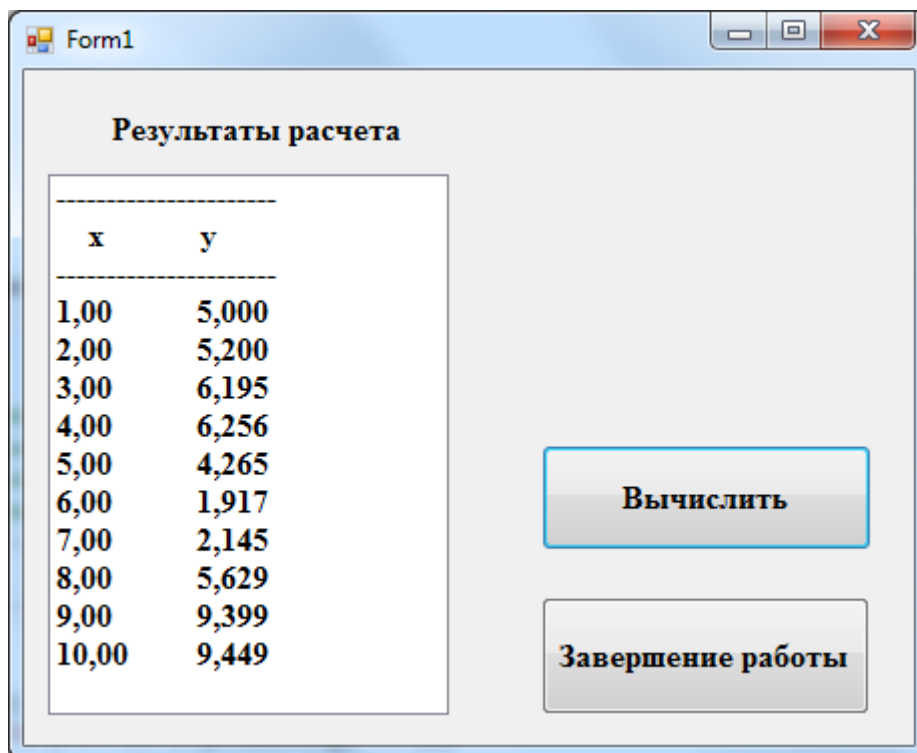 Form1
Результаты расчета
----------------------
x y
----------------------
1,00 5,000
2,00 5,200
3,00 6,195
4,00 6,256
5,00 4,265
6,00 1,917
7,00 2,145
8,00 5,629
9,00 9,399
10,00 9,449
Вычислить
Завершение работы